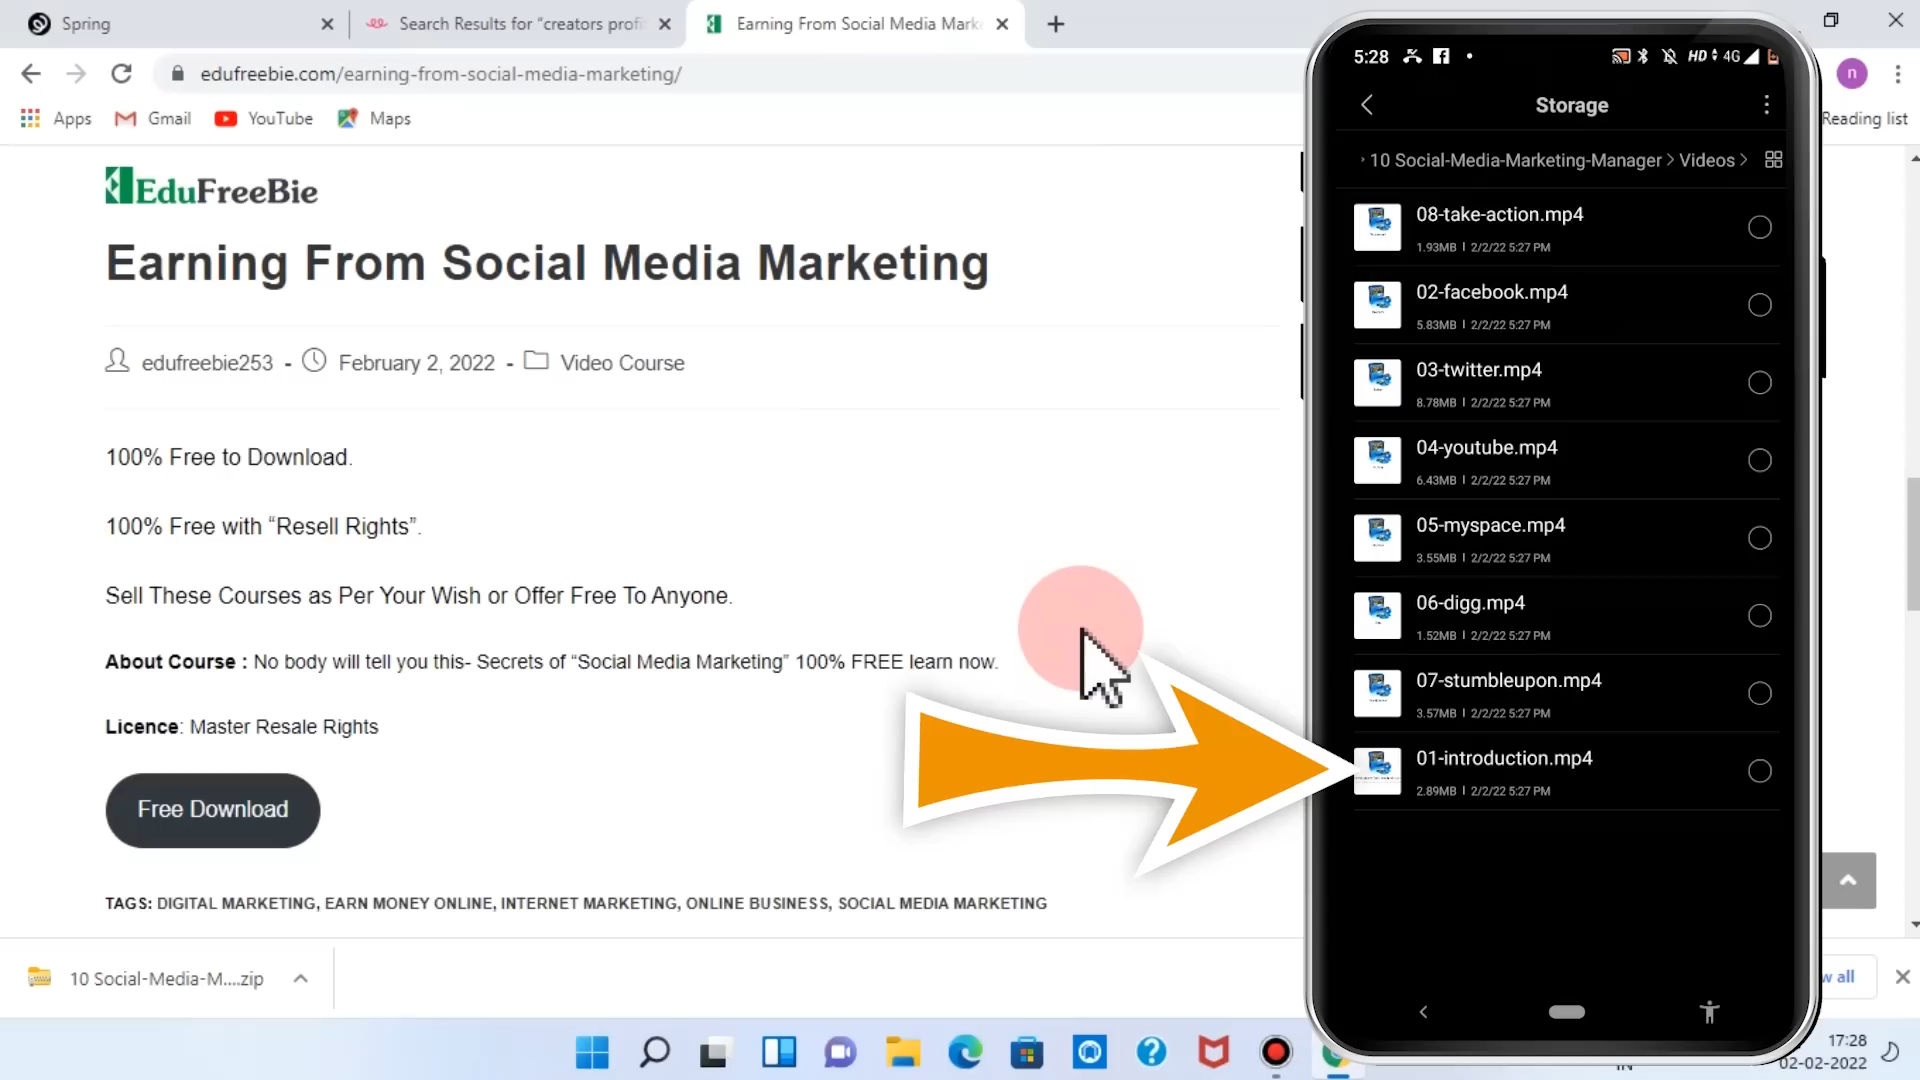 Spring
Search Results for “creators profi
Earning From Social Media Mark
edufreebie.com/earning-from-social-media-marketing/
n
Apps
Gmail
YouTube
Maps
Reading list
EduFreeBie
Earning From Social Media Marketing
edufreebie253 - February 2, 2022 - Video Course
100% Free to Download.
100% Free with “Resell Rights”.
Sell These Courses as Per Your Wish or Offer Free To Anyone.
About Course : No body will tell you this- Secrets of “Social Media Marketing” 100% FREE learn now.
Licence: Master Resale Rights
Free Download
TAGS: DIGITAL MARKETING, EARN MONEY ONLINE, INTERNET MARKETING, ONLINE BUSINESS, SOCIAL MEDIA MARKETING
10 Social-Media-M....zip
w all
17:28
IN
02-02-2022
5:28
HD 4G
Storage
10 Social-Media-Marketing-Manager > Videos >
08-take-action.mp4
1.93MB | 2/2/22 5:27 PM
02-facebook.mp4
5.83MB | 2/2/22 5:27 PM
03-twitter.mp4
8.78MB | 2/2/22 5:27 PM
04-youtube.mp4
6.43MB | 2/2/22 5:27 PM
05-myspace.mp4
3.55MB | 2/2/22 5:27 PM
06-digg.mp4
1.52MB | 2/2/22 5:27 PM
07-stumbleupon.mp4
3.57MB | 2/2/22 5:27 PM
01-introduction.mp4
2.89MB | 2/2/22 5:27 PM